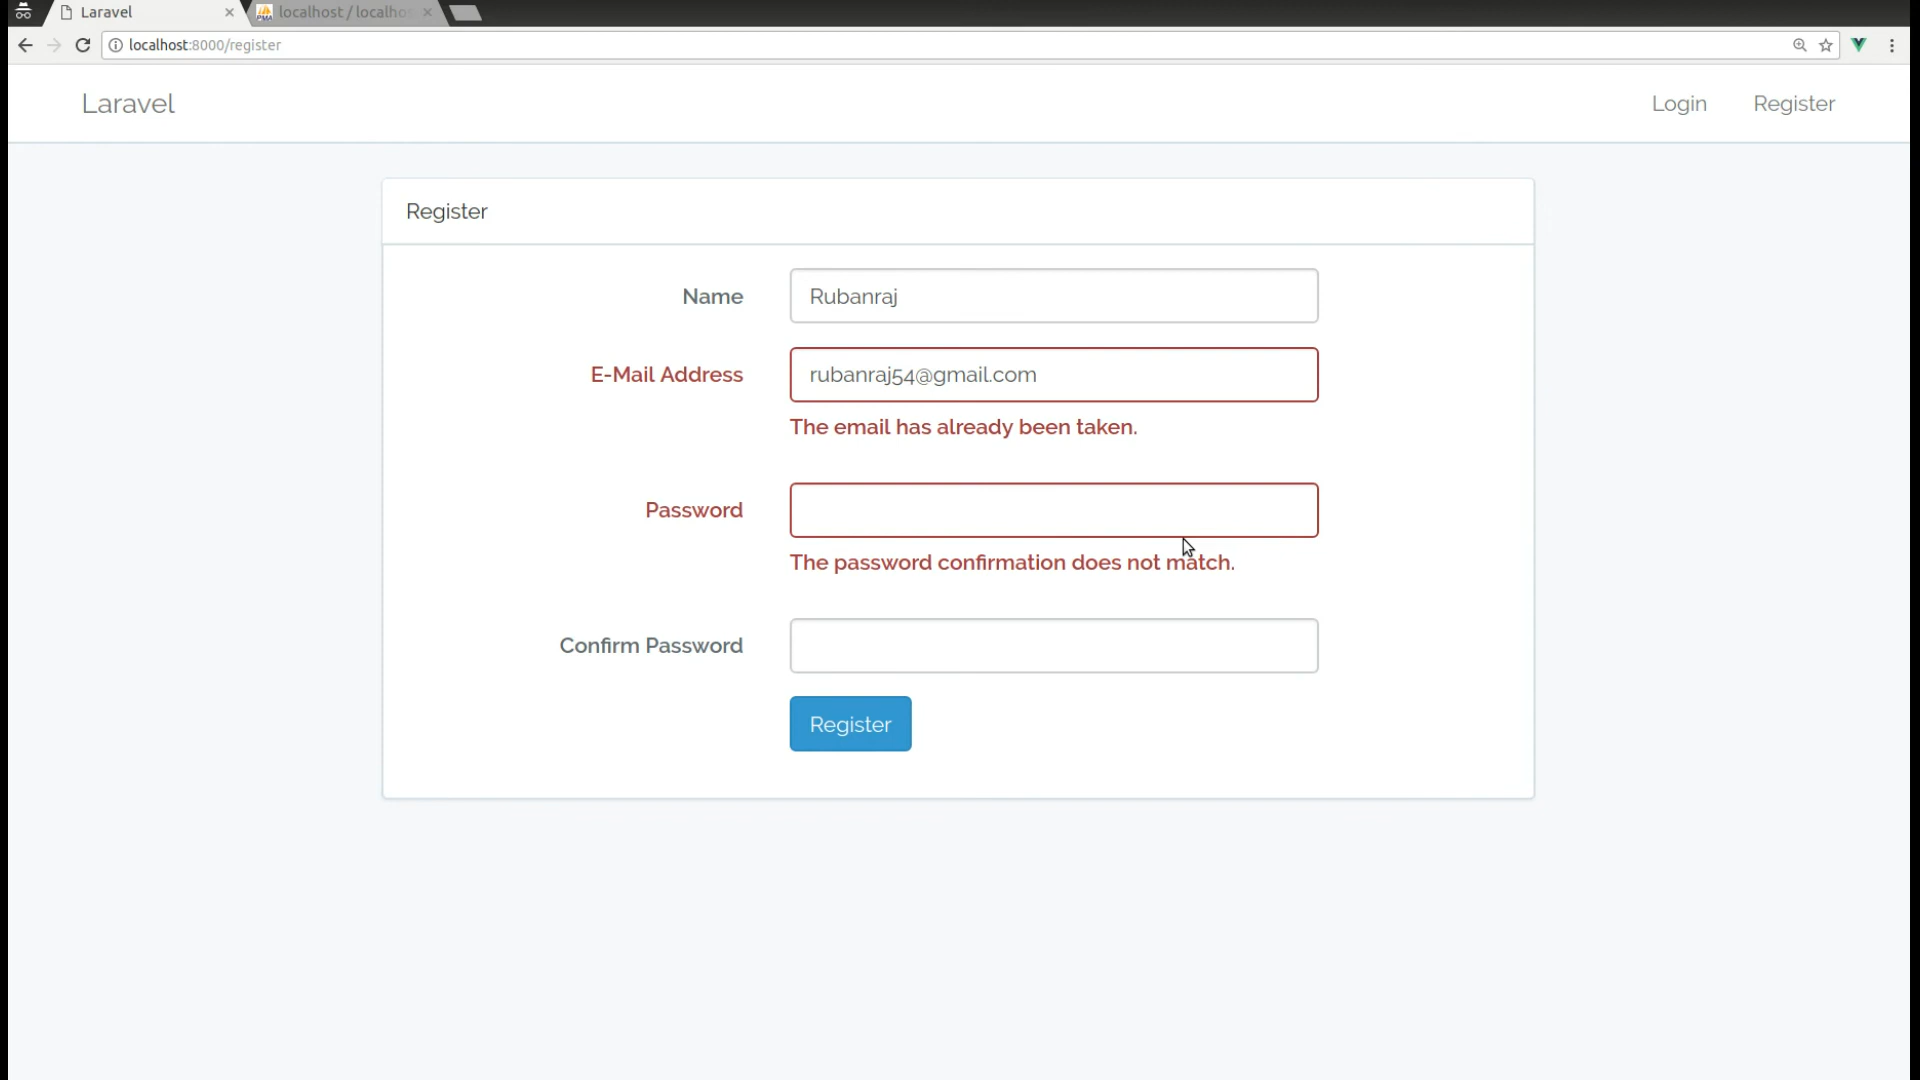 Laravel
localhost / localhos
localhost:8000/register
Laravel
Login
Register
Register
Name
Rubanraj
E-Mail Address
rubanraj54@gmail.com
The email has already been taken.
Password
The password confirmation does not match.
Confirm Password
Register